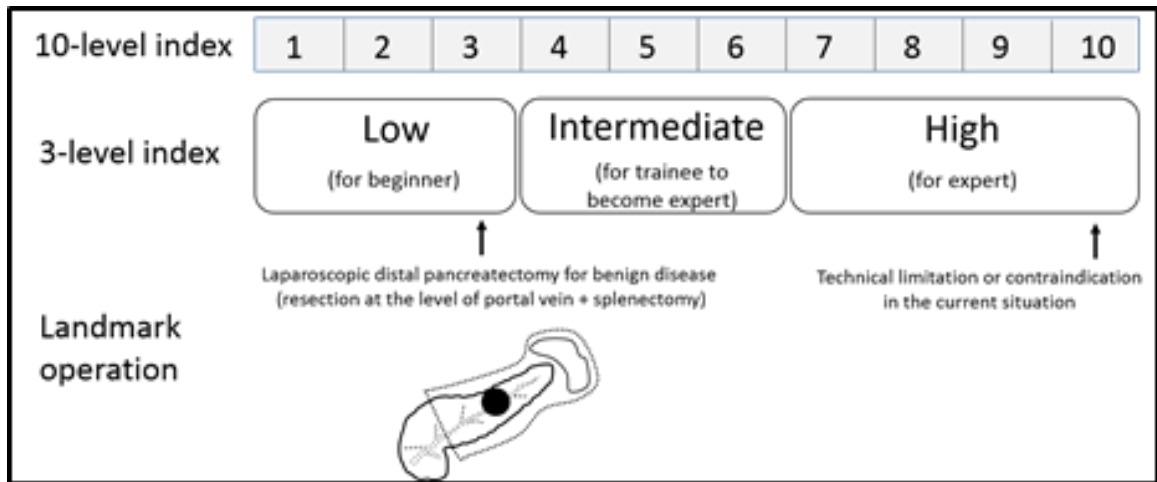 10-level index 1 2 3 4 5 6 7 8 9 10
3-level index
Low
(for beginner)
Intermediate
(for trainee to
become expert)
High
(for expert)
Laparoscopic distal pancreatectomy for benign disease
(resection at the level of portal vein + splenectomy)
Technical limitation or contraindication
in the current situation
Landmark
operation